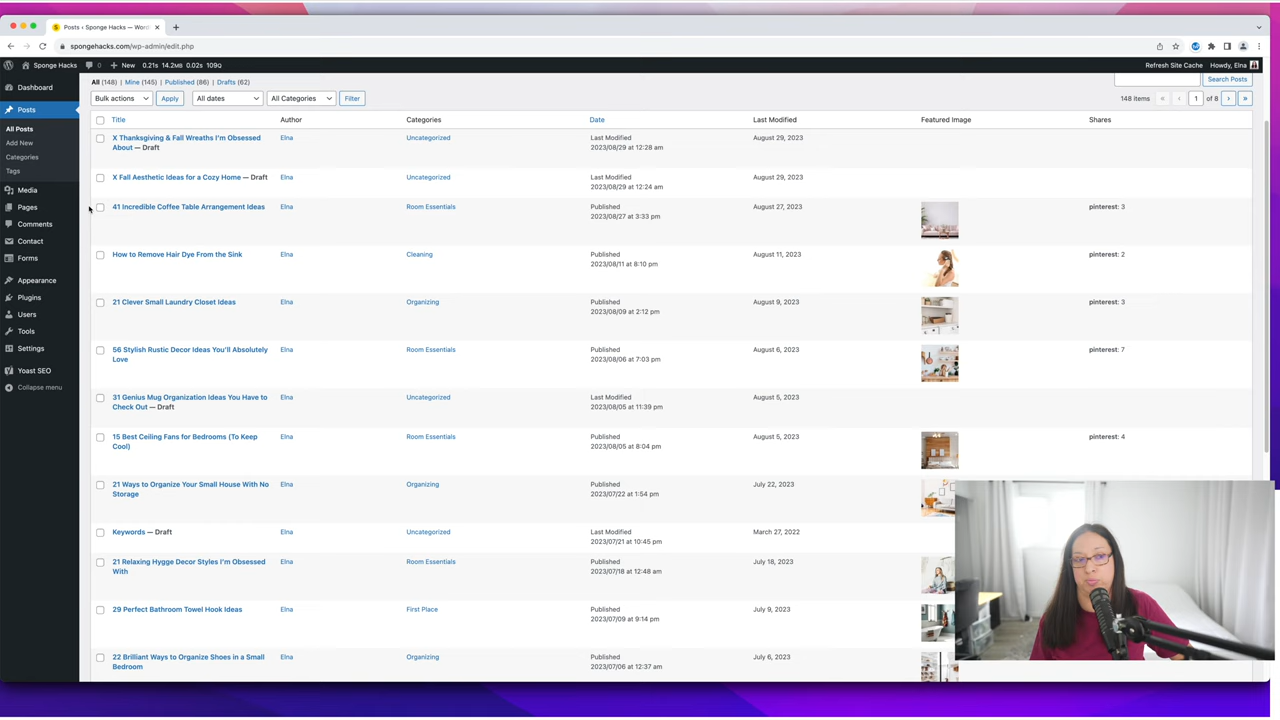 Posts ‹ Sponge Hacks — Word
spongehacks.com/wp-admin/edit.php
Sponge Hacks 0 New 0.21s 14.2MB 0.02s 109Q Refresh Site Cache Howdy, Elna
Dashboard
Posts
All Posts
Add New
Categories
Tags
Media
Pages
Comments
Contact
Forms
Appearance
Plugins
Users
Tools
Settings
Yoast SEO
Collapse menu
All (148) | Mine (145) | Published (86) | Drafts (62) Search Posts
Bulk actions Apply All dates All Categories Filter 148 items « ‹ 1 of 8 › »
Title Author Categories Date Last Modified Featured Image Shares
X Thanksgiving & Fall Wreaths I'm Obsessed Elna Uncategorized Last Modified August 29, 2023
About — Draft 2023/08/29 at 12:28 am
X Fall Aesthetic Ideas for a Cozy Home — Draft Elna Uncategorized Last Modified August 29, 2023
2023/08/29 at 12:24 am
41 Incredible Coffee Table Arrangement Ideas Elna Room Essentials Published August 27, 2023 pinterest: 3
2023/08/27 at 3:33 pm
How to Remove Hair Dye From the Sink Elna Cleaning Published August 11, 2023 pinterest: 2
2023/08/11 at 8:10 pm
21 Clever Small Laundry Closet Ideas Elna Organizing Published August 9, 2023 pinterest: 3
2023/08/09 at 2:12 pm
56 Stylish Rustic Decor Ideas You'll Absolutely Elna Room Essentials Published August 6, 2023 pinterest: 7
Love 2023/08/06 at 7:03 pm
31 Genius Mug Organization Ideas You Have to Elna Uncategorized Last Modified August 5, 2023
Check Out — Draft 2023/08/05 at 11:39 pm
15 Best Ceiling Fans for Bedrooms (To Keep Elna Room Essentials Published August 5, 2023 pinterest: 4
Cool) 2023/08/05 at 8:04 pm
21 Ways to Organize Your Small House With No Elna Organizing Published July 22, 2023
Storage 2023/07/22 at 1:54 pm
Keywords — Draft Elna Uncategorized Last Modified March 27, 2022
2023/07/21 at 10:45 pm
21 Relaxing Hygge Decor Styles I'm Obsessed Elna Room Essentials Published July 18, 2023
With 2023/07/18 at 12:48 am
29 Perfect Bathroom Towel Hook Ideas Elna First Place Published July 9, 2023
2023/07/09 at 9:14 pm
22 Brilliant Ways to Organize Shoes in a Small Elna Organizing Published July 6, 2023
Bedroom 2023/07/06 at 12:37 am